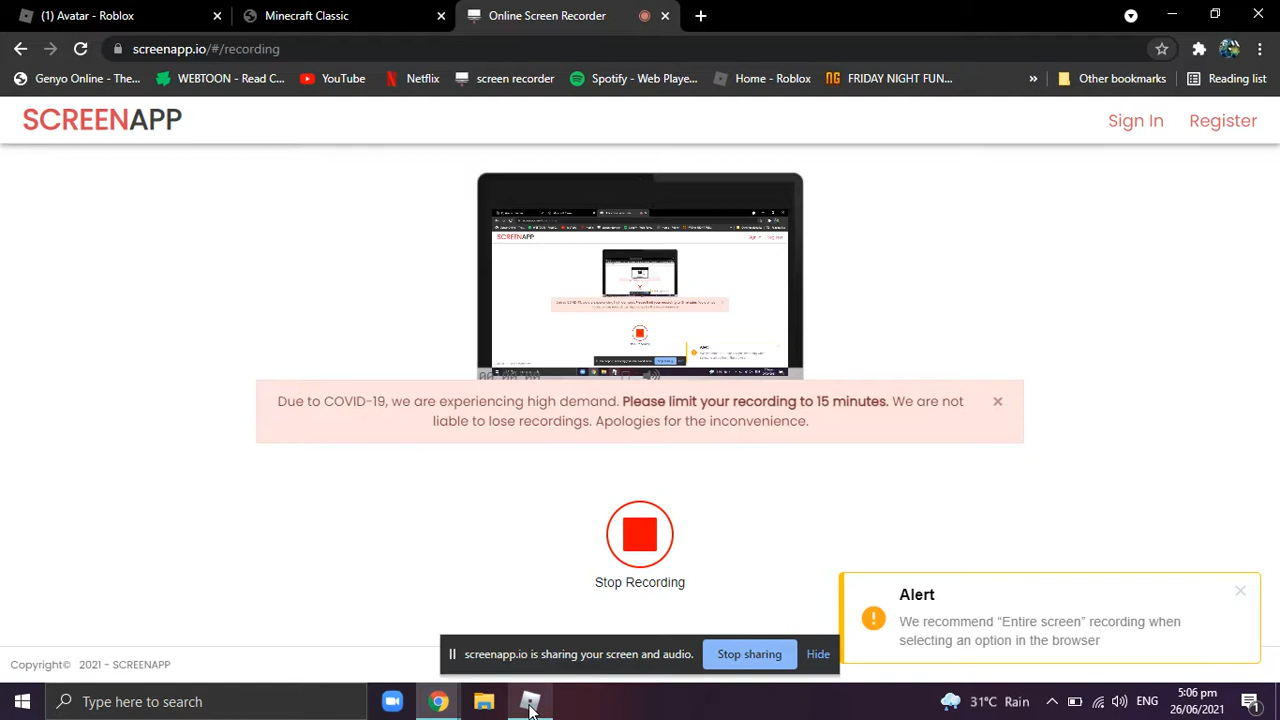 (1) Avatar - Roblox
Minecraft Classic
Online Screen Recorder
screenapp.io/#/recording
Genyo Online - The...
WEBTOON - Read C...
YouTube
Netflix
screen recorder
Spotify - Web Playe...
Home - Roblox
NG FRIDAY NIGHT FUN...
»
Other bookmarks
Reading list
SCREENAPP
Sign In
Register
SCREENAPP
Due to COVID-19, we are experiencing high demand. Please limit your recording to 15 minutes. We are not
liable to lose recordings. Apologies for the inconvenience.
Stop Recording
Alert
We recommend “Entire screen” recording when
selecting an option in the browser
screenapp.io is sharing your screen and audio.
Stop sharing
Hide
Copyright© 2021 - SCREENAPP
Type here to search
31°C Rain
ENG
5:06 pm
26/06/2021
1